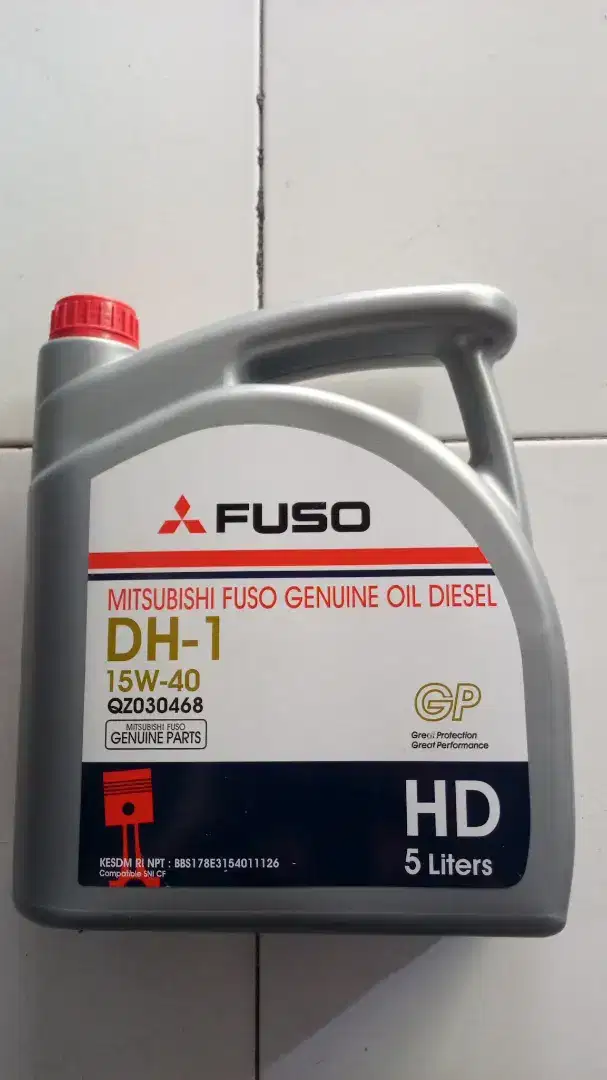 FUSO
MITSUBISHI FUSO GENUINE OIL DIESEL
DH-1
15W-40
QZ030468
MITSUBISHI FUSO
GENUINE PARTS
GP
Great Protection
Great Performance
HD
5 Liters
KESDM RI NPT : BBS178E3154011126
Compatible SNI CF